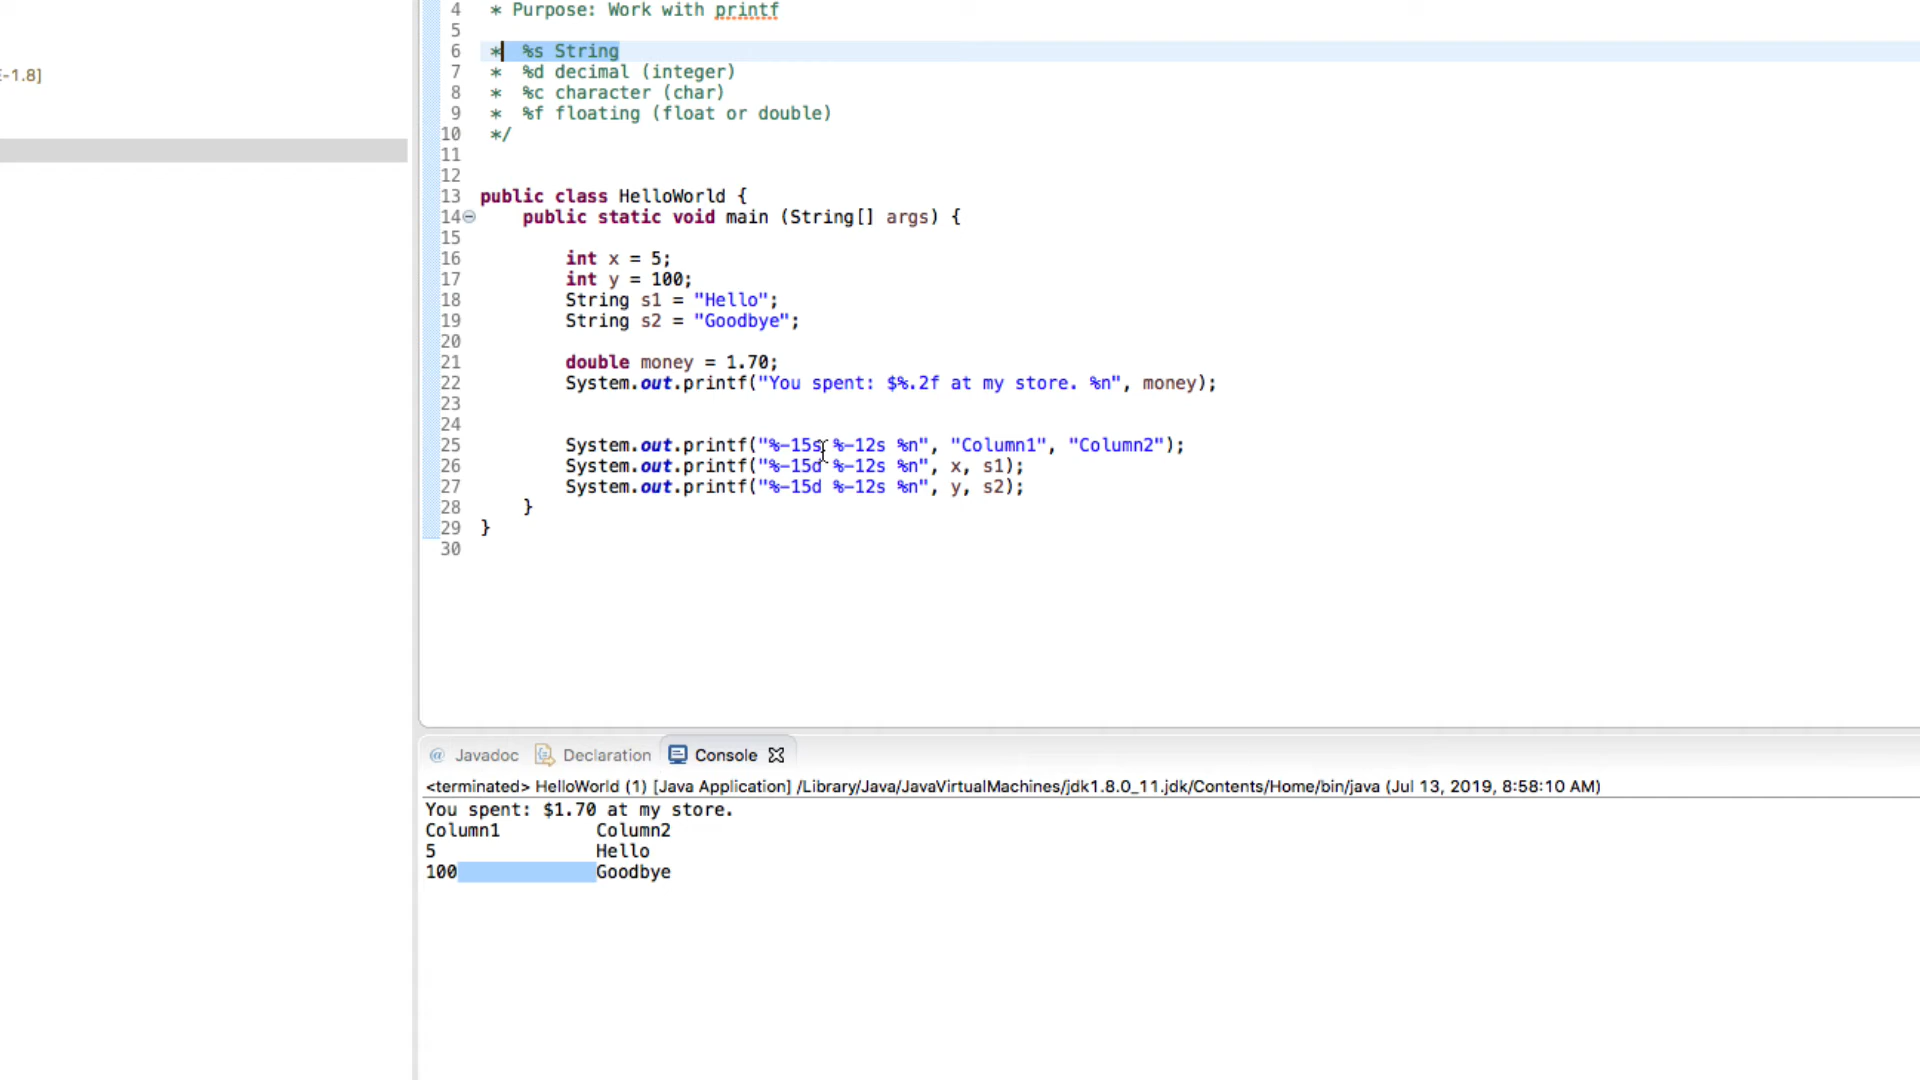 4 * Purpose: Work with printf
5
6 * %s String
E-1.8]
7 * %d decimal (integer)
8 * %c character (char)
9 * %f floating (float or double)
10 */
11
12
13 public class HelloWorld {
14 public static void main (String[] args) {
15
16 int x = 5;
17 int y = 100;
18 String s1 = "Hello";
19 String s2 = "Goodbye";
20
21 double money = 1.70;
22 System.out.printf("You spent: $%.2f at my store. %n", money);
23
24
25 System.out.printf("%-15s %-12s %n", "Column1", "Column2");
26 System.out.printf("%-15d %-12s %n", x, s1);
27 System.out.printf("%-15d %-12s %n", y, s2);
28 }
29 }
30
@ Javadoc Declaration Console
<terminated> HelloWorld (1) [Java Application] /Library/Java/JavaVirtualMachines/jdk1.8.0_11.jdk/Contents/Home/bin/java (Jul 13, 2019, 8:58:10 AM)
You spent: $1.70 at my store.
Column1 Column2
5 Hello
100 Goodbye